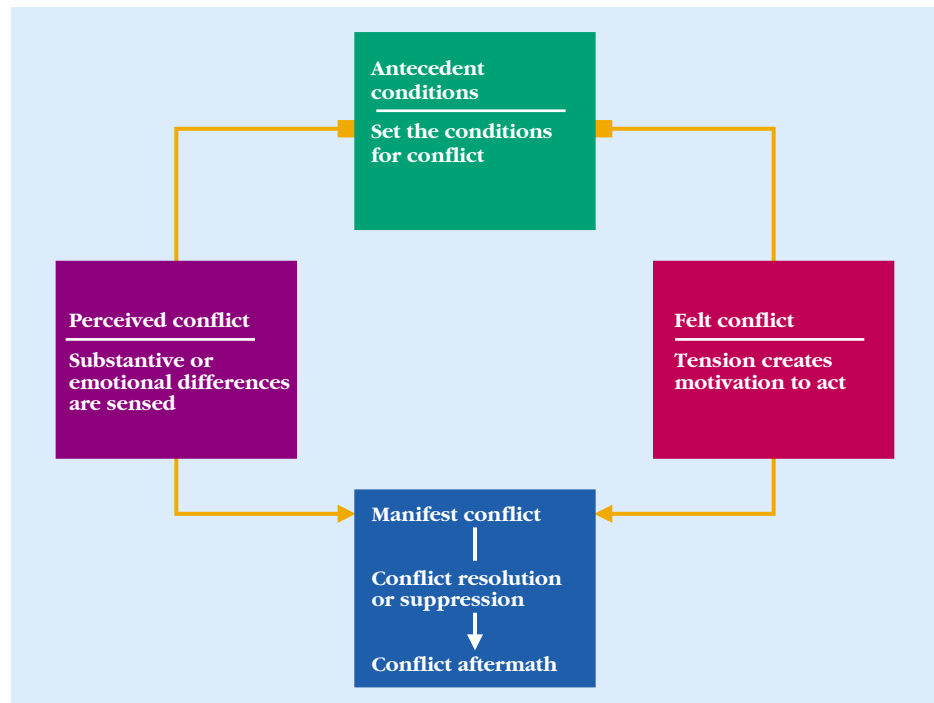 Antecedent
conditions
Set the conditions
for conflict
Perceived conflict
Substantive or
emotional differences
are sensed
Felt conflict
Tension creates
motivation to act
Manifest conflict
Conflict resolution
or suppression
Conflict aftermath